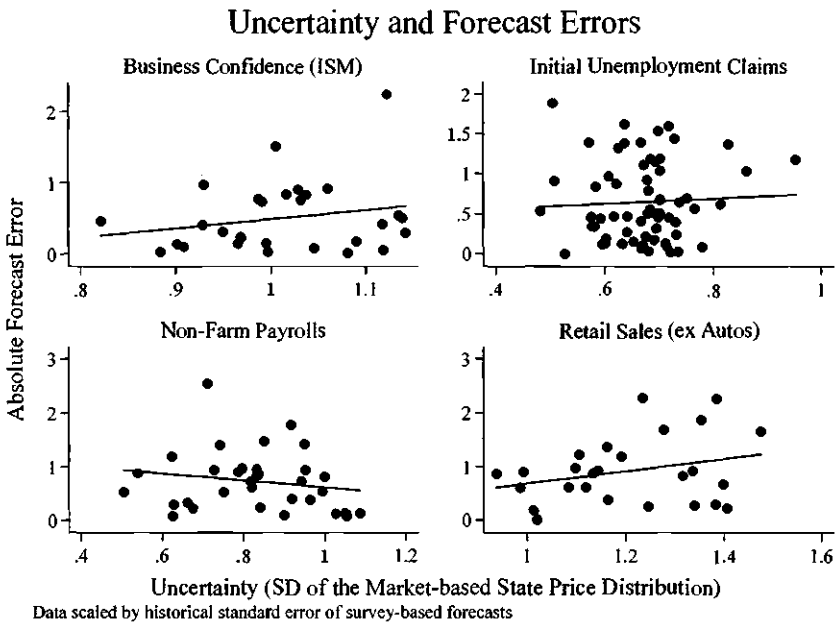 Uncertainty and Forecast Errors
Business Confidence (ISM)
Initial Unemployment Claims
2
1
0
.8 .9 1 1.1
2
1.5
1
.5
0
.4 .6 .8 1
Absolute Forecast Error
Non-Farm Payrolls
Retail Sales (ex Autos)
3
2
1
0
.4 .6 .8 1 1.2
3
2
1
0
1 1.2 1.4 1.6
Uncertainty (SD of the Market-based State Price Distribution)
Data scaled by historical standard error of survey-based forecasts